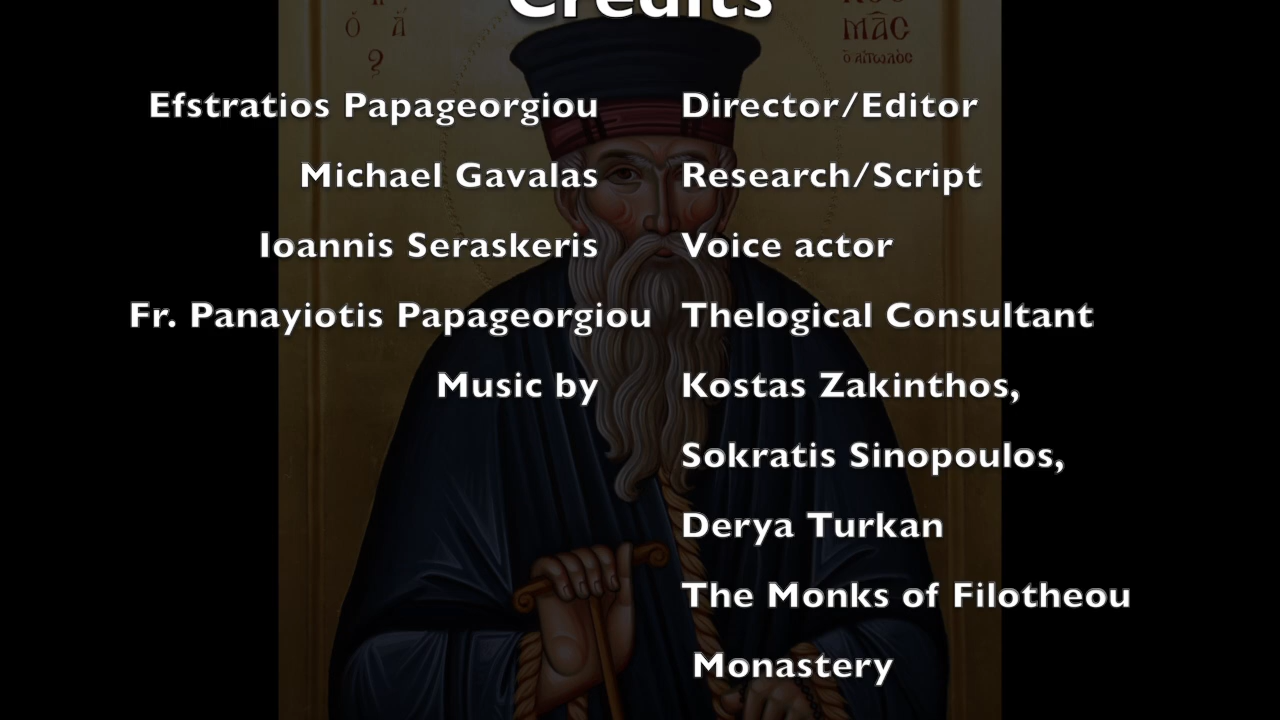 Credits
Efstratios Papageorgiou Director/Editor
Michael Gavalas Research/Script
Ioannis Seraskeris Voice actor
Fr. Panayiotis Papageorgiou Thelogical Consultant
Music by Kostas Zakinthos,
Sokratis Sinopoulos,
Derya Turkan
The Monks of Filotheou
Monastery